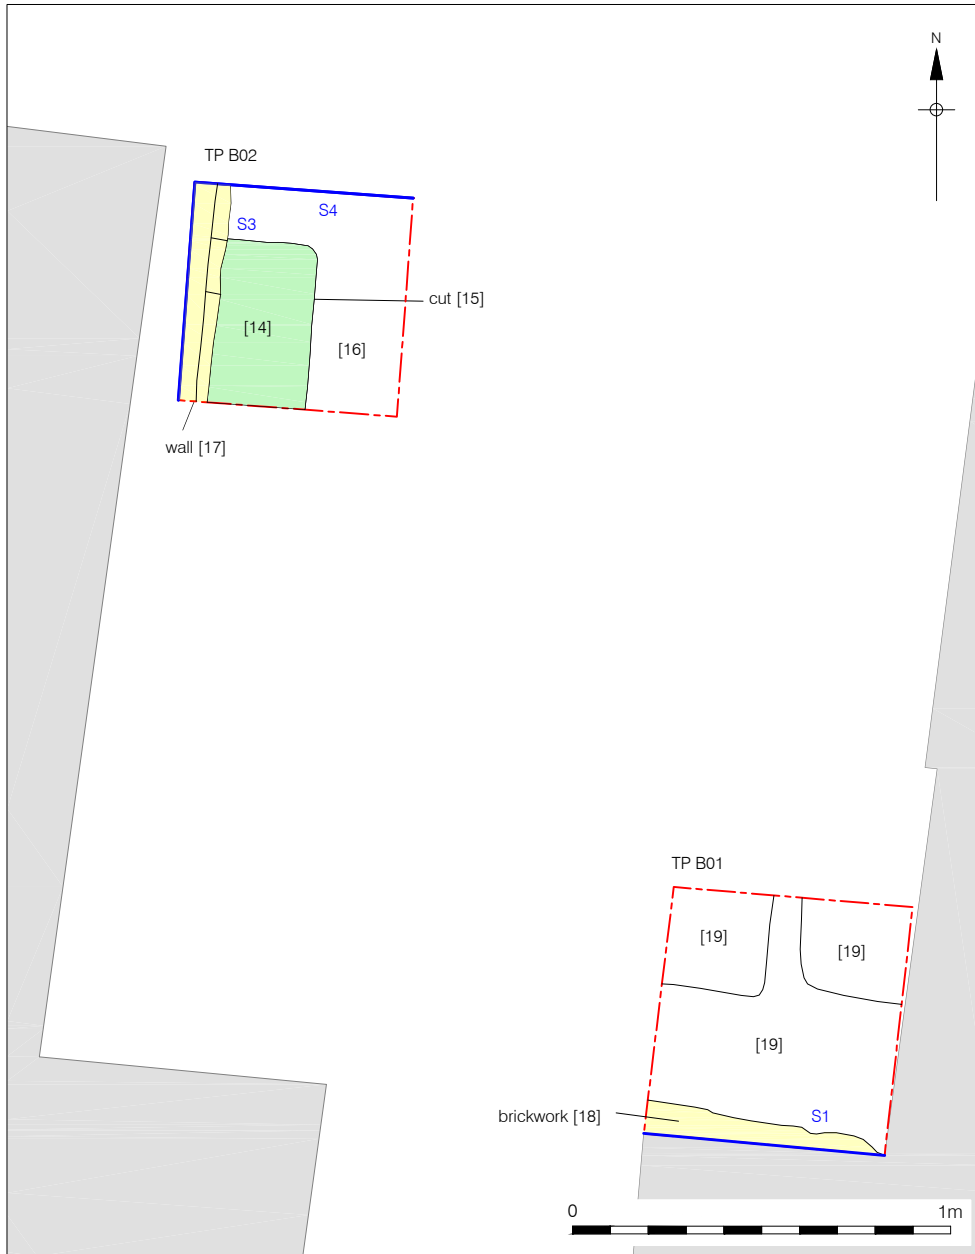 N
TP B02
S4
S3
cut [15]
[14]
[16]
wall [17]
TP B01
[19]
[19]
[19]
S1
brickwork [18]
0 1m